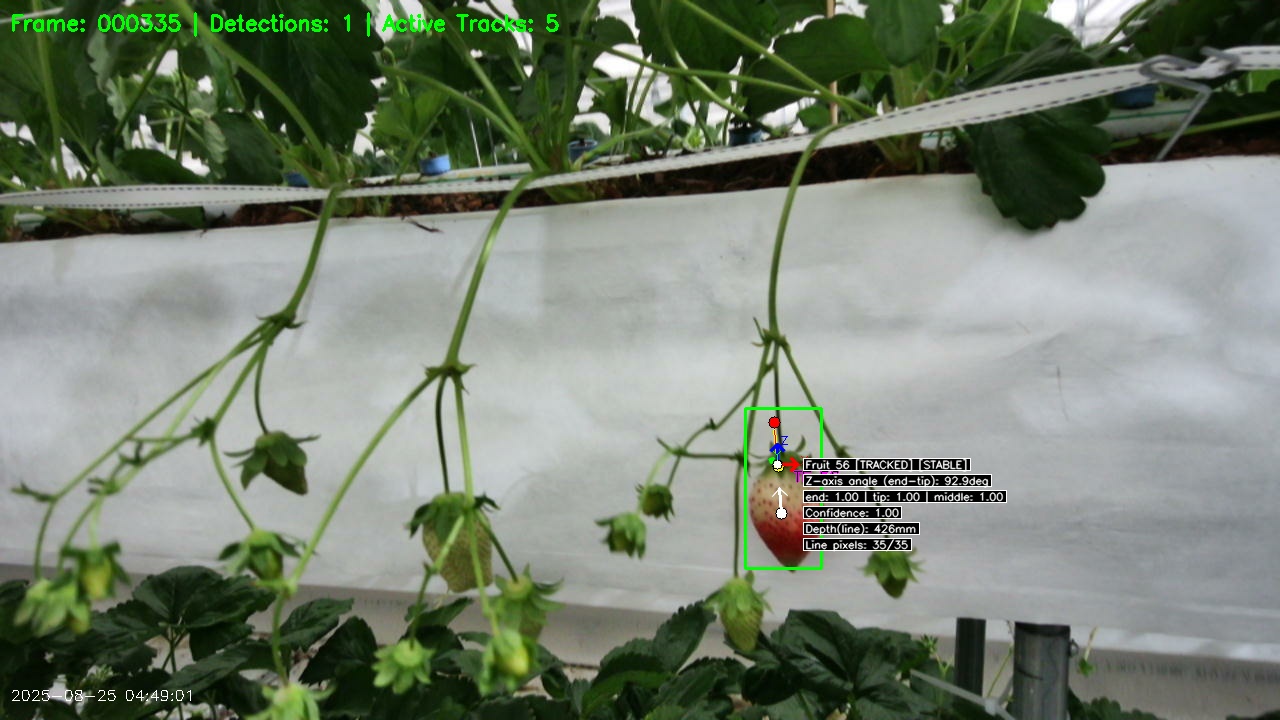 Frame: 000335 | Detections: 1 | Active Tracks: 5
Z
Fruit 56 [TRACKED] [STABLE]
Z-axis angle (end-tip): 92.9deg
end: 1.00 | tip: 1.00 | middle: 1.00
Confidence: 1.00
Depth(line): 426mm
Line pixels: 35/35
2025-08-25 04:49:01